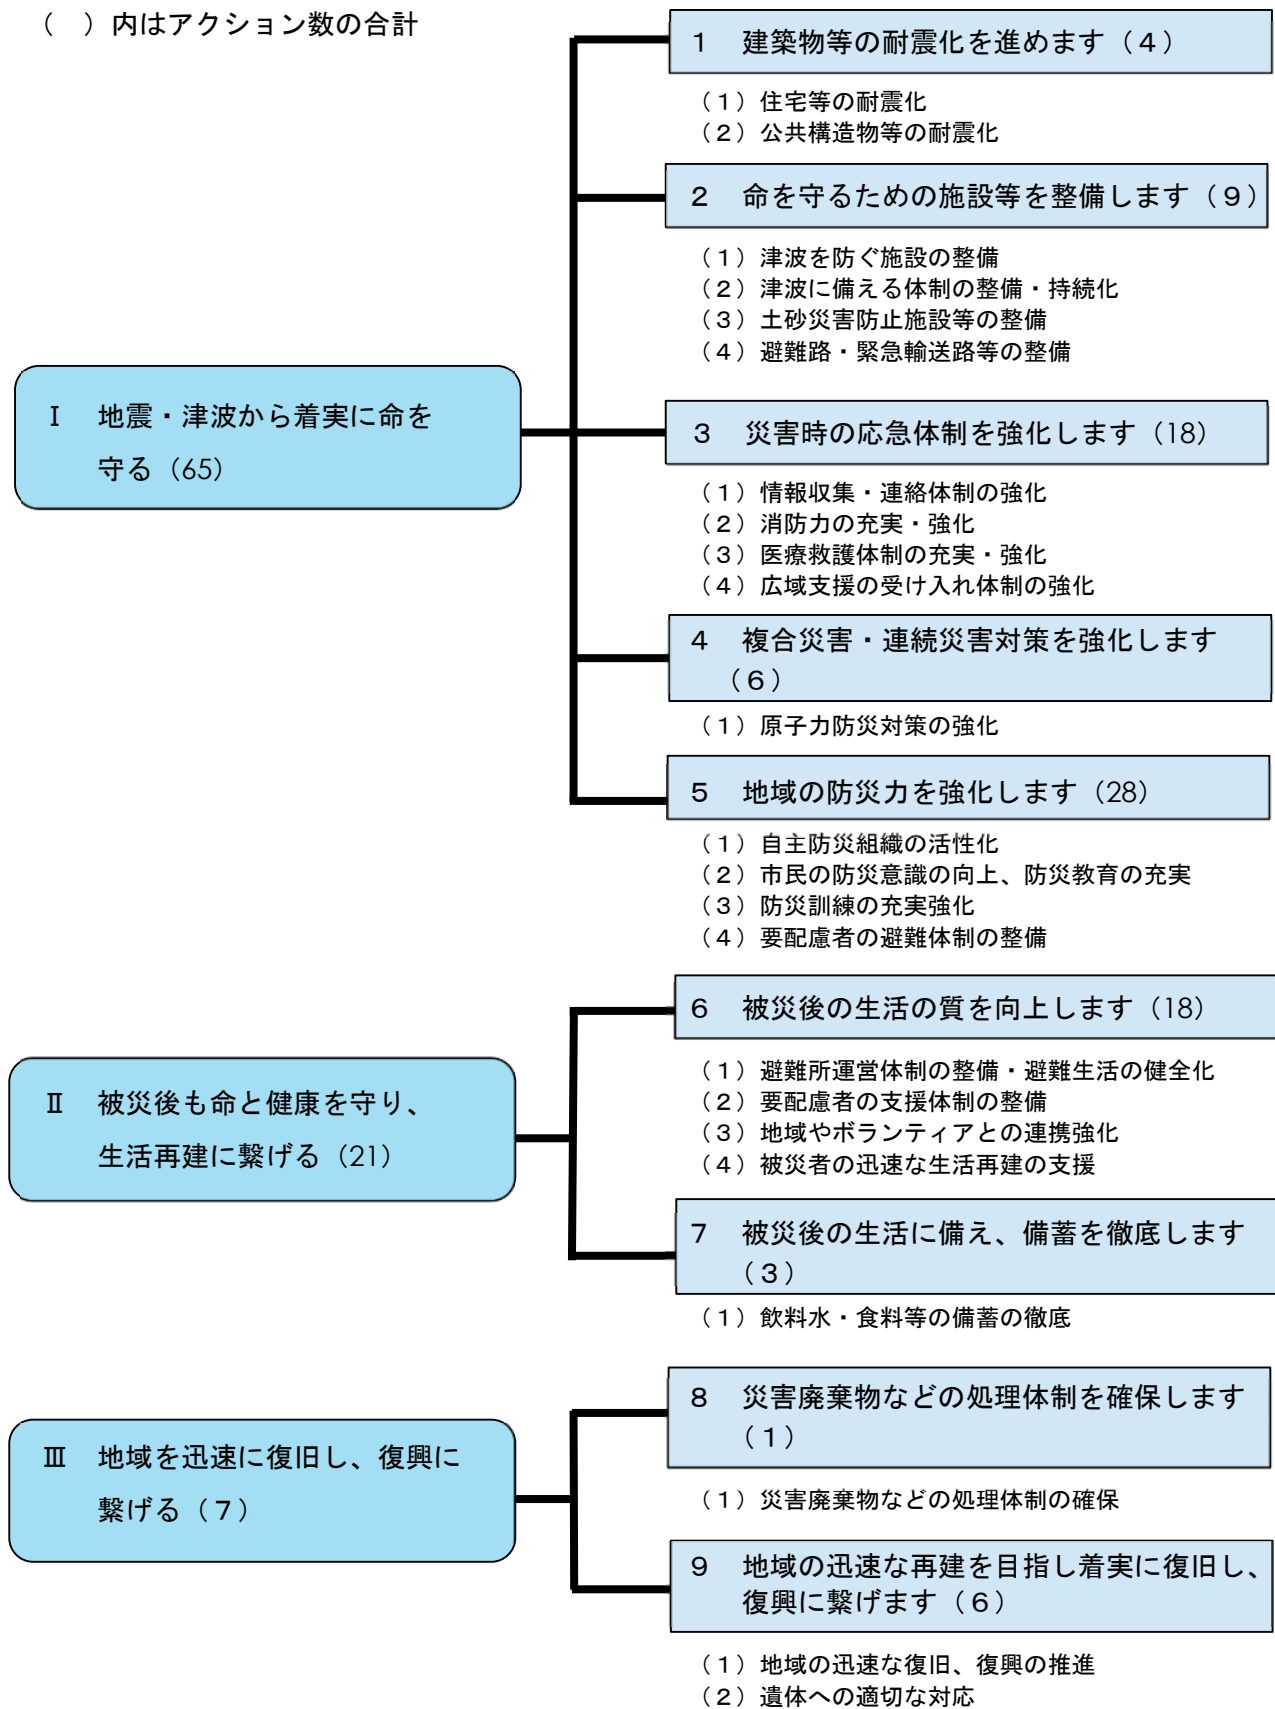 （　）内はアクション数の合計
１　建築物等の耐震化を進めます（４）
（１）住宅等の耐震化
（２）公共構造物等の耐震化
２　命を守るための施設等を整備します（９）
（１）津波を防ぐ施設の整備
（２）津波に備える体制の整備・持続化
（３）土砂災害防止施設等の整備
（４）避難路・緊急輸送路等の整備
Ⅰ　地震・津波から着実に命を
守る（65）
３　災害時の応急体制を強化します（18）
（１）情報収集・連絡体制の強化
（２）消防力の充実・強化
（３）医療救護体制の充実・強化
（４）広域支援の受け入れ体制の強化
４　複合災害・連続災害対策を強化します
（６）
（１）原子力防災対策の強化
５　地域の防災力を強化します（28）
（１）自主防災組織の活性化
（２）市民の防災意識の向上、防災教育の充実
（３）防災訓練の充実強化
（４）要配慮者の避難体制の整備
Ⅱ　被災後も命と健康を守り、
生活再建に繋げる（21）
６　被災後の生活の質を向上します（18）
（１）避難所運営体制の整備・避難生活の健全化
（２）要配慮者の支援体制の整備
（３）地域やボランティアとの連携強化
（４）被災者の迅速な生活再建の支援
７　被災後の生活に備え、備蓄を徹底します
（３）
（１）飲料水・食料等の備蓄の徹底
Ⅲ　地域を迅速に復旧し、復興に
繋げる（７）
８　災害廃棄物などの処理体制を確保します
（１）
（１）災害廃棄物などの処理体制の確保
９　地域の迅速な再建を目指し着実に復旧し、
復興に繋げます（６）
（１）地域の迅速な復旧、復興の推進
（２）遺体への適切な対応